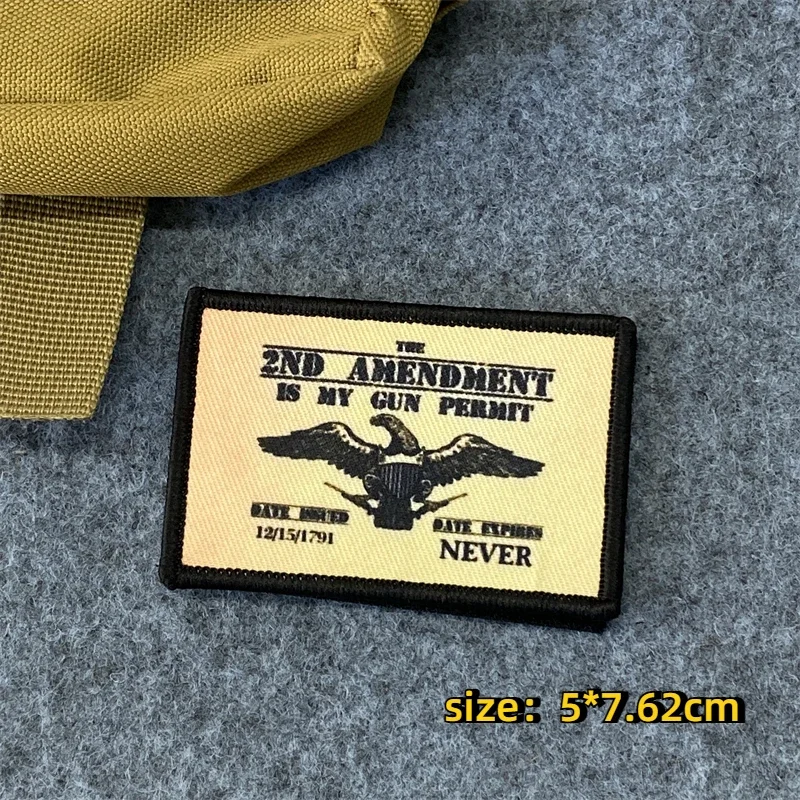 THE
2ND AMENDMENT
IS MY GUN PERMIT
DATE ISSUED
12/15/1791
DATE EXPIRES
NEVER
size: 5*7.62cm